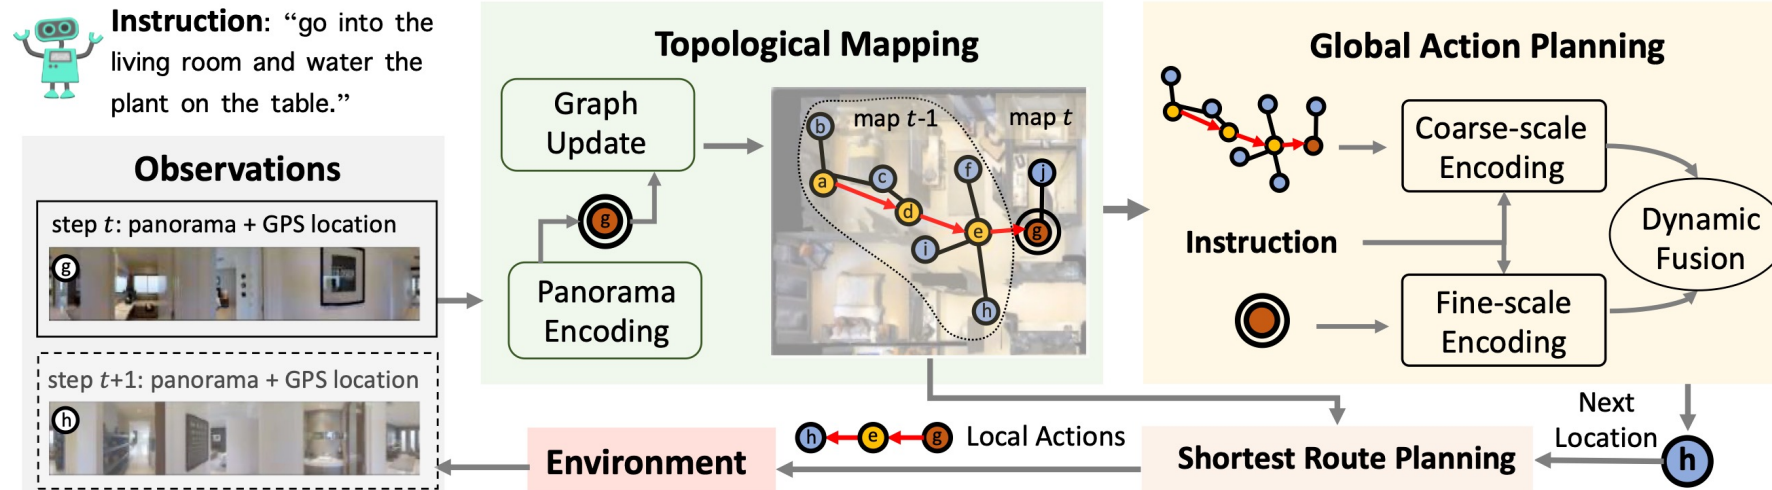 Instruction: “go into the
living room and water the
plant on the table.”
Observations
step t: panorama + GPS location
g
step t+1: panorama + GPS location
h
Topological Mapping
Graph
Update
g
Panorama
Encoding
map t-1
map t
b
a
c
d
f
e
i
h
j
g
Global Action Planning
Coarse-scale
Encoding
Instruction
Fine-scale
Encoding
Dynamic
Fusion
Next
Location
h
Shortest Route Planning
h e g Local Actions
Environment